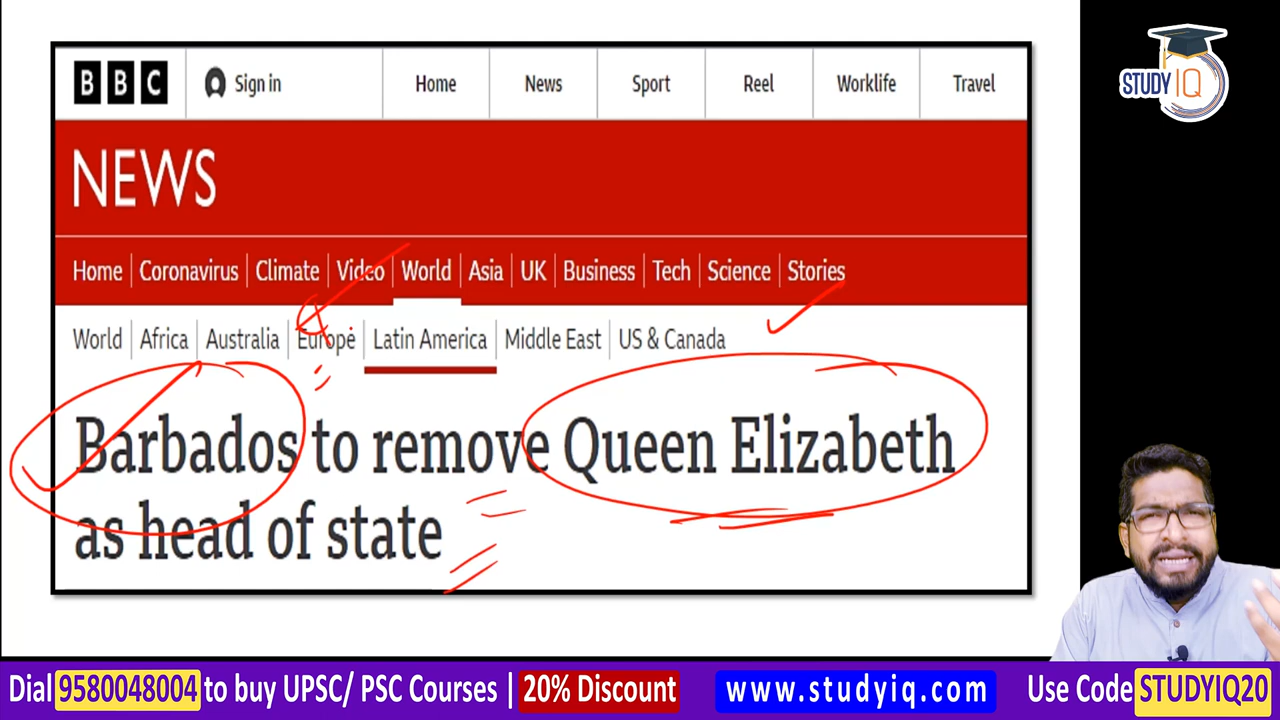 BBC Sign in Home News Sport Reel Worklife Travel
STUDY IQ
NEWS
Home Coronavirus Climate Video World Asia UK Business Tech Science Stories
World Africa Australia Europe Latin America Middle East US & Canada
Barbados to remove Queen Elizabeth
as head of state
Dial 9580048004 to buy UPSC/ PSC Courses | 20% Discount www.studyiq.com Use Code STUDYIQ20